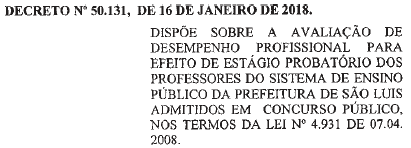 DECRETO Nº 50.131, DE 16 DE JANEIRO DE 2018.
DISPÕE SOBRE A AVALIAÇÃO DE
DESEMPENHO PROFISSIONAL PARA
EFEITO DE ESTÁGIO PROBATÓRIO DOS
PROFESSORES DO SISTEMA DE ENSINO
PÚBLICO DA PREFEITURA DE SÃO LUIS
ADMITIDOS EM CONCURSO PÚBLICO,
NOS TERMOS DA LEI Nº 4.931 DE 07.04.
2008.